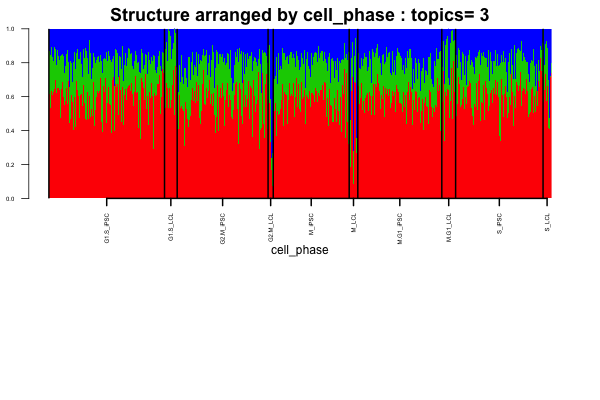 Structure arranged by cell_phase : topics= 3
1.0
0.8
0.6
0.4
0.2
0.0
G1.S_iPSC
G1.S_LCL
G2.M_iPSC
G2.M_LCL
M_iPSC
M_LCL
M.G1_iPSC
M.G1_LCL
S_iPSC
S_LCL
cell_phase